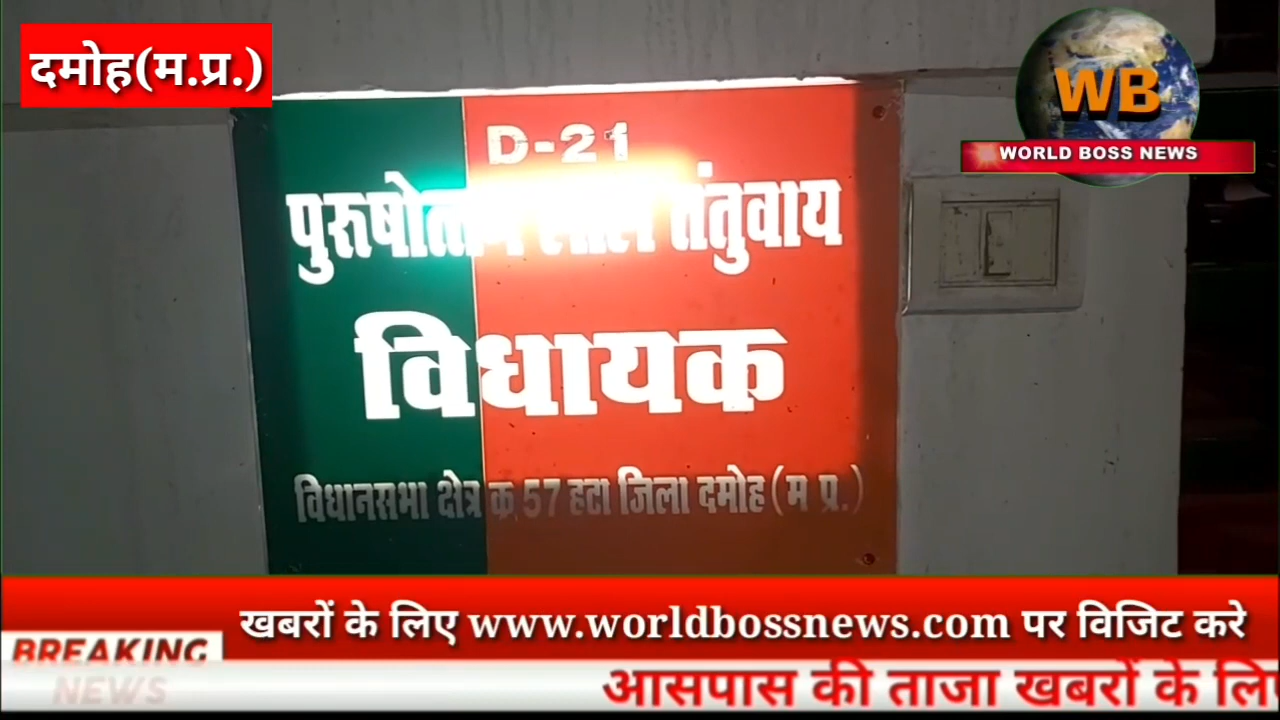 दमोह(म.प्र.)
WB
WORLD BOSS NEWS
D-21
पुरुषोत्तम लाल तंतुवाय
विधायक
विधानसभा क्षेत्र क्र 57 हटा जिला दमोह (म प्र.)
खबरों के लिए www.worldbossnews.com पर विजिट करे
BREAKING
NEWS
आसपास की ताजा खबरों के